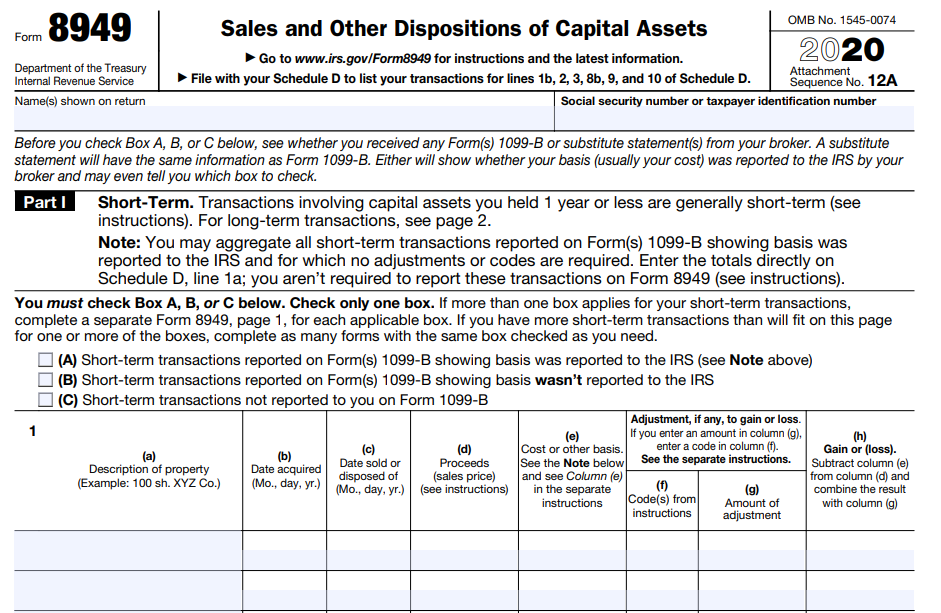 Form 8949
Department of the Treasury
Internal Revenue Service
Sales and Other Dispositions of Capital Assets
▶ Go to www.irs.gov/Form8949 for instructions and the latest information.
▶ File with your Schedule D to list your transactions for lines 1b, 2, 3, 8b, 9, and 10 of Schedule D.
OMB No. 1545-0074
2020
Attachment
Sequence No. 12A
Name(s) shown on return
Social security number or taxpayer identification number
Before you check Box A, B, or C below, see whether you received any Form(s) 1099-B or substitute statement(s) from your broker. A substitute
statement will have the same information as Form 1099-B. Either will show whether your basis (usually your cost) was reported to the IRS by your
broker and may even tell you which box to check.
Part I
Short-Term. Transactions involving capital assets you held 1 year or less are generally short-term (see
instructions). For long-term transactions, see page 2.
Note: You may aggregate all short-term transactions reported on Form(s) 1099-B showing basis was
reported to the IRS and for which no adjustments or codes are required. Enter the totals directly on
Schedule D, line 1a; you aren't required to report these transactions on Form 8949 (see instructions).
You must check Box A, B, or C below. Check only one box. If more than one box applies for your short-term transactions,
complete a separate Form 8949, page 1, for each applicable box. If you have more short-term transactions than will fit on this page
for one or more of the boxes, complete as many forms with the same box checked as you need.
(A) Short-term transactions reported on Form(s) 1099-B showing basis was reported to the IRS (see Note above)
(B) Short-term transactions reported on Form(s) 1099-B showing basis wasn't reported to the IRS
(C) Short-term transactions not reported to you on Form 1099-B
1
(a)
Description of property
(Example: 100 sh. XYZ Co.)
(b)
Date acquired
(Mo., day, yr.)
(c)
Date sold or
disposed of
(Mo., day, yr.)
(d)
Proceeds
(sales price)
(see instructions)
(e)
Cost or other basis.
See the Note below
and see Column (e)
in the separate
instructions
Adjustment, if any, to gain or loss.
If you enter an amount in column (g),
enter a code in column (f).
See the separate instructions.
(f)
Code(s) from
instructions
(g)
Amount of
adjustment
(h)
Gain or (loss).
Subtract column (e)
from column (d) and
combine the result
with column (g)